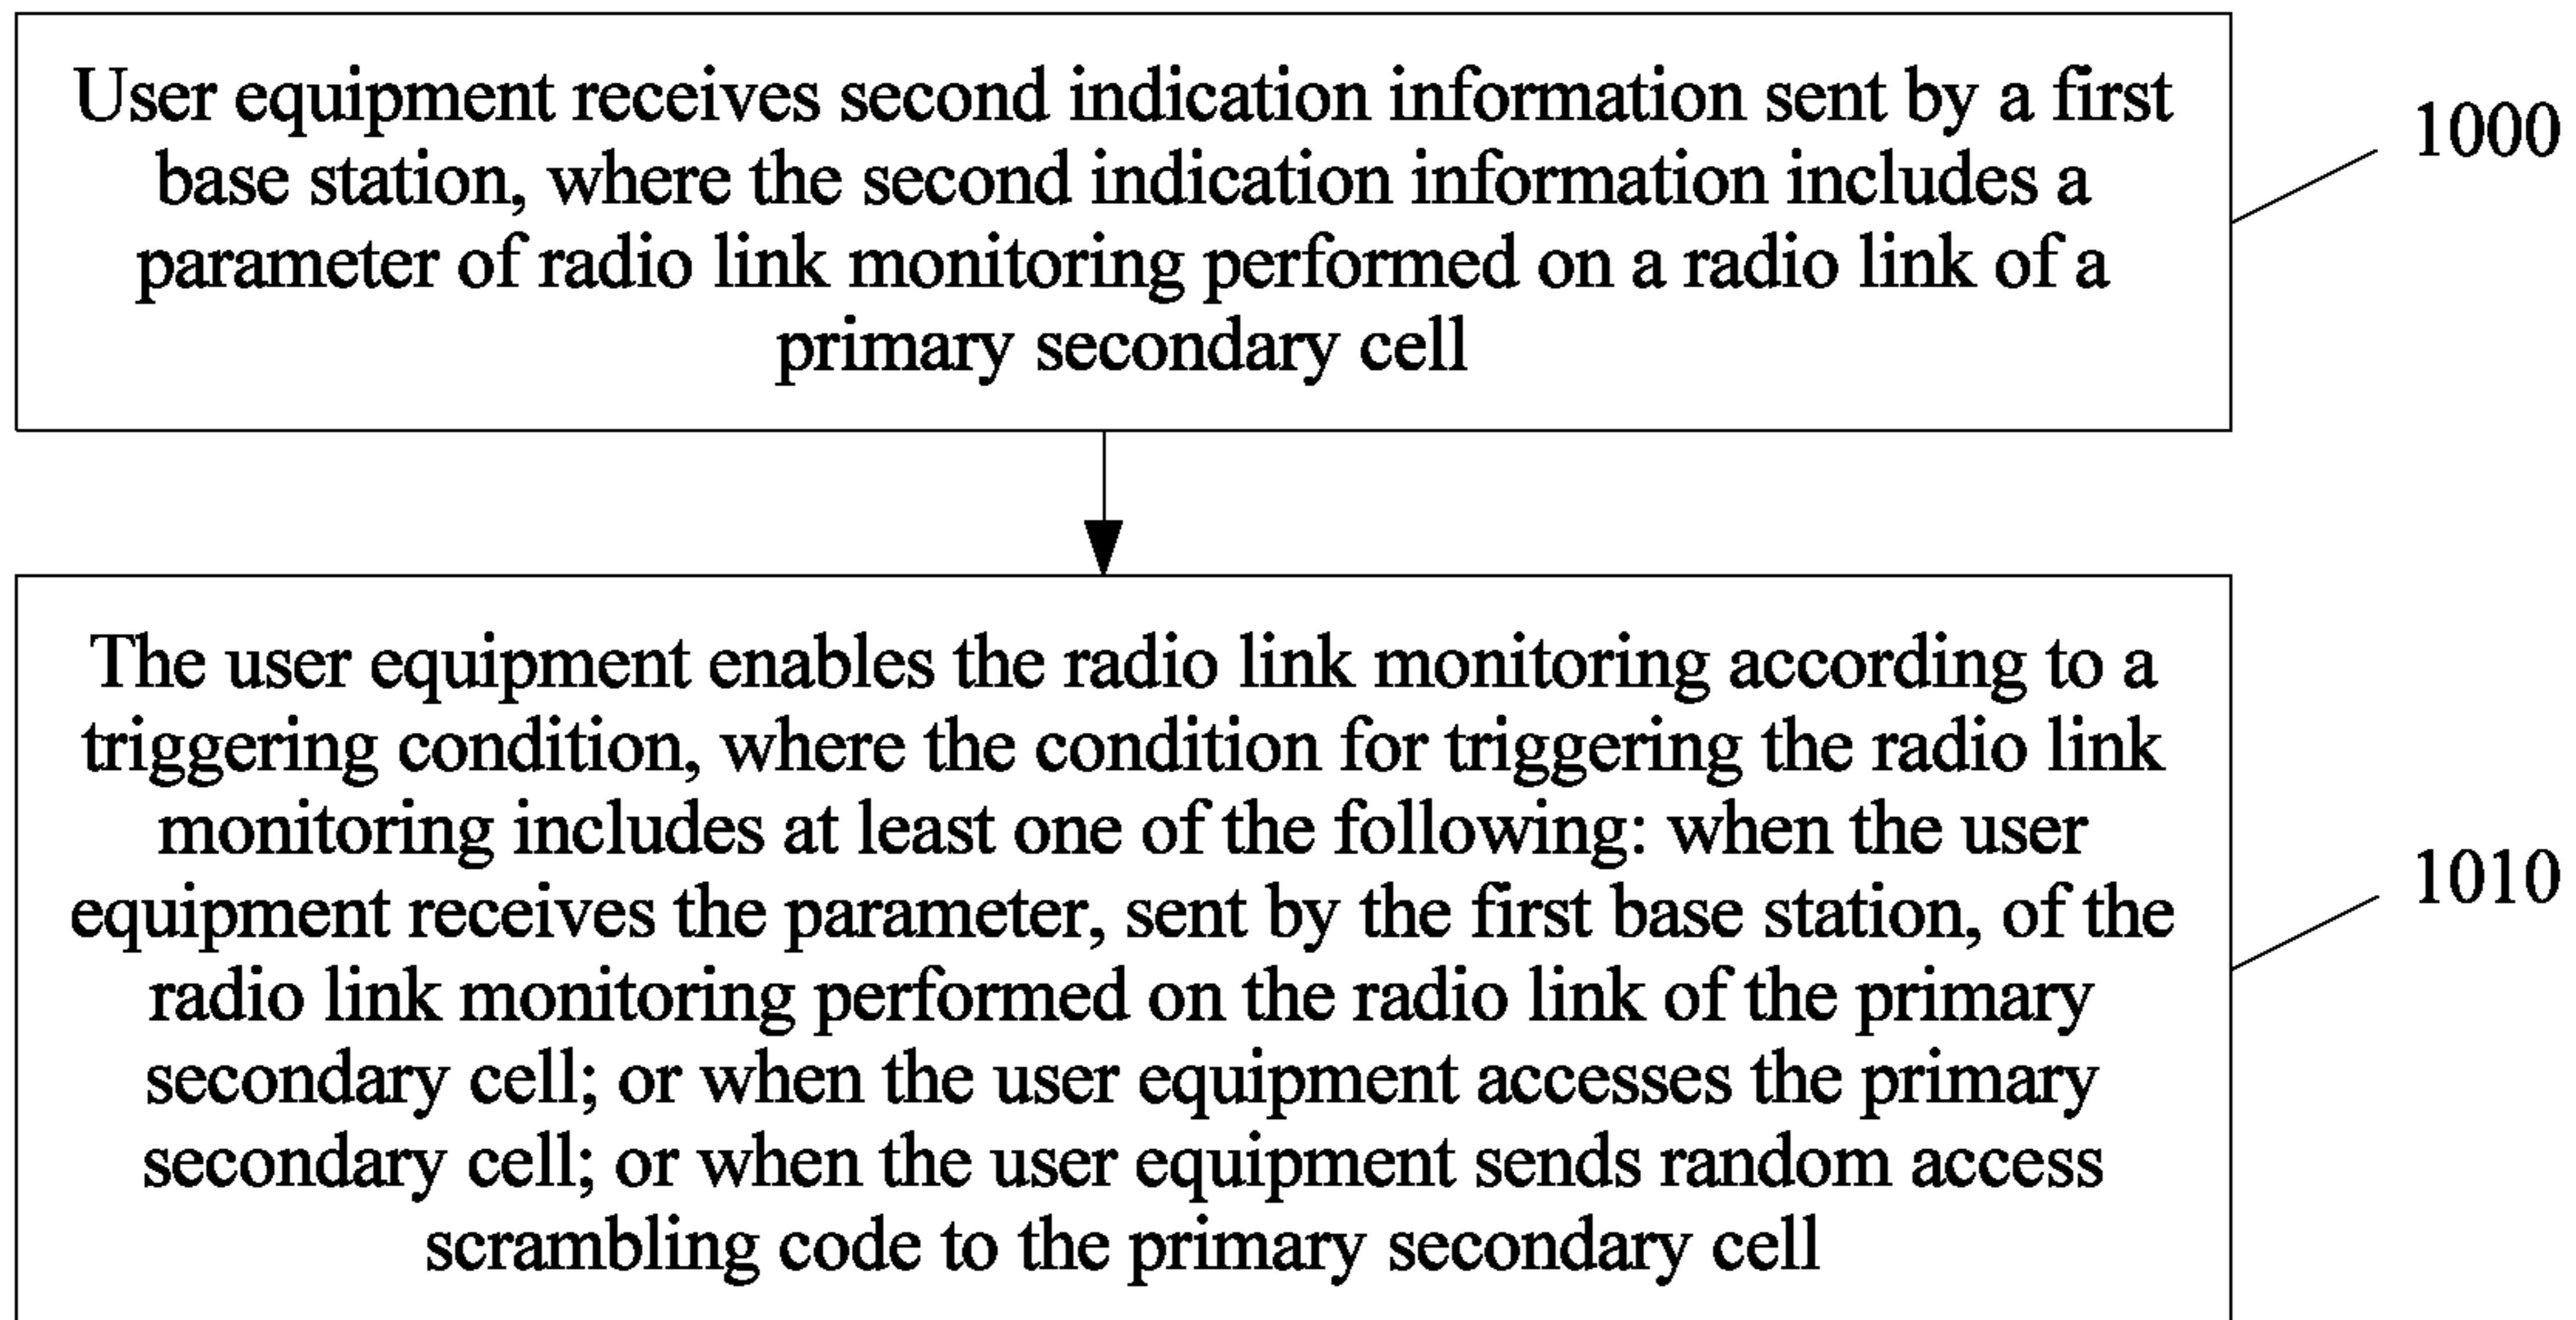 User equipment receives second indication information sent by a first
base station, where the second indication information includes a
parameter of radio link monitoring performed on a radio link of a
primary secondary cell
1000
The user equipment enables the radio link monitoring according to a
triggering condition, where the condition for triggering the radio link
monitoring includes at least one of the following: when the user
equipment receives the parameter, sent by the first base station, of the
radio link monitoring performed on the radio link of the primary
secondary cell; or when the user equipment accesses the primary
secondary cell; or when the user equipment sends random access
scrambling code to the primary secondary cell
1010